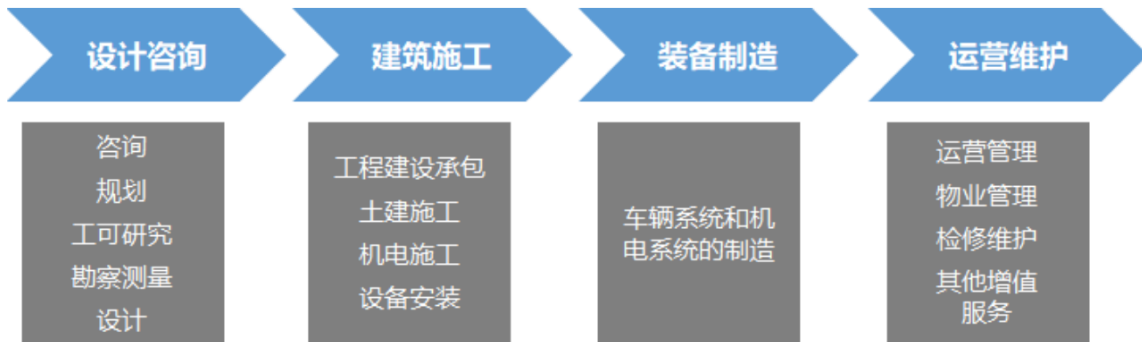 设计咨询
建筑施工
装备制造
运营维护
咨询
规划
工可研究
勘察测量
设计
工程建设承包
土建施工
机电施工
设备安装
车辆系统和机
电系统的制造
运营管理
物业管理
检修维护
其他增值
服务